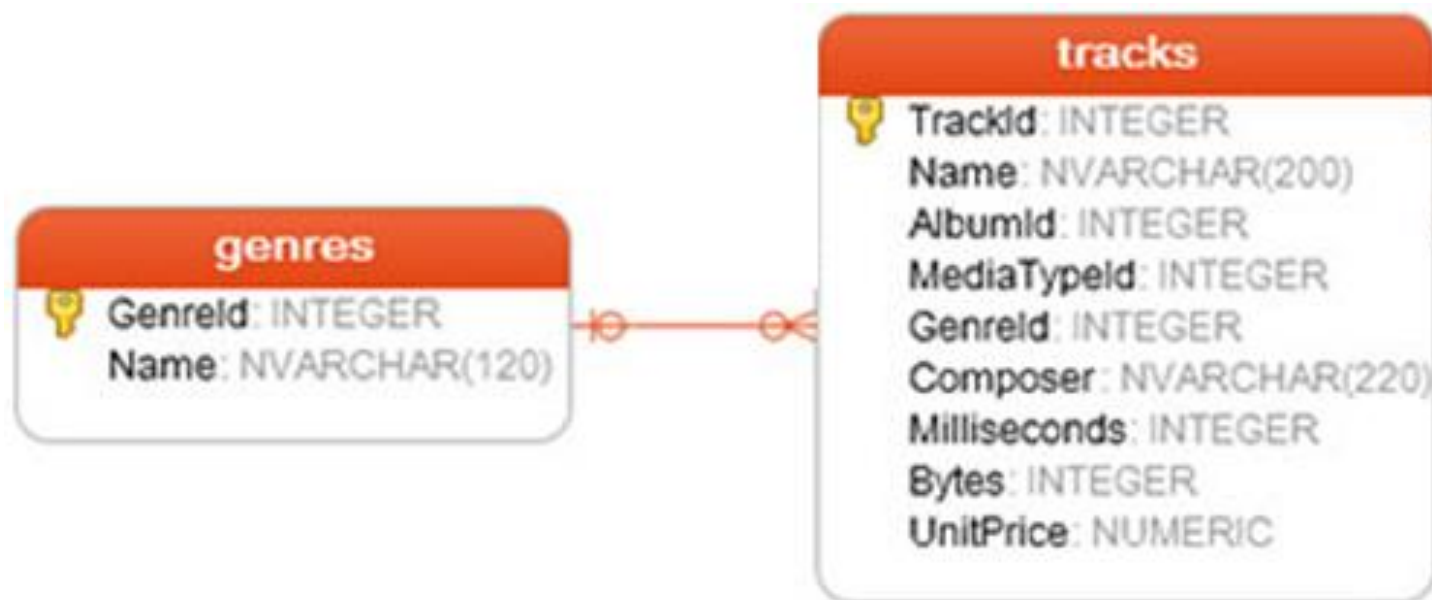 genres
GenreId: INTEGER
Name: NVARCHAR(120)
tracks
TrackId: INTEGER
Name: NVARCHAR(200)
AlbumId: INTEGER
MediaTypeId: INTEGER
GenreId: INTEGER
Composer: NVARCHAR(220)
Milliseconds: INTEGER
Bytes: INTEGER
UnitPrice: NUMERIC